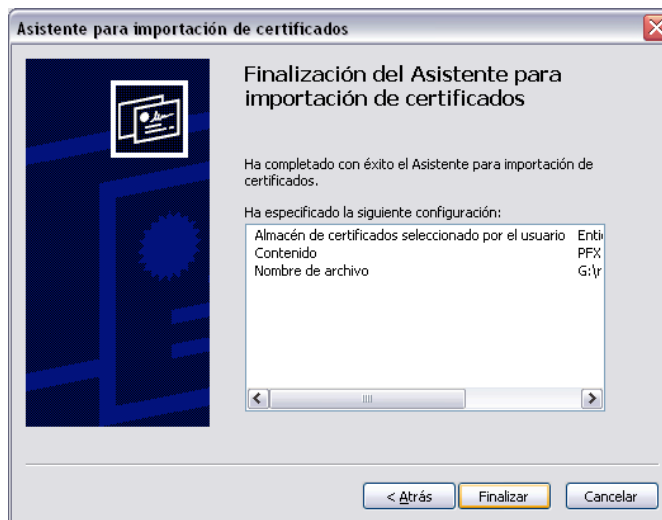 Asistente para importación de certificados
Finalización del Asistente para
importación de certificados
Ha completado con éxito el Asistente para importación de
certificados.
Ha especificado la siguiente configuración:
Almacén de certificados seleccionado por el usuario Enti
Contenido PFX
Nombre de archivo G:\r
< Atrás Finalizar Cancelar